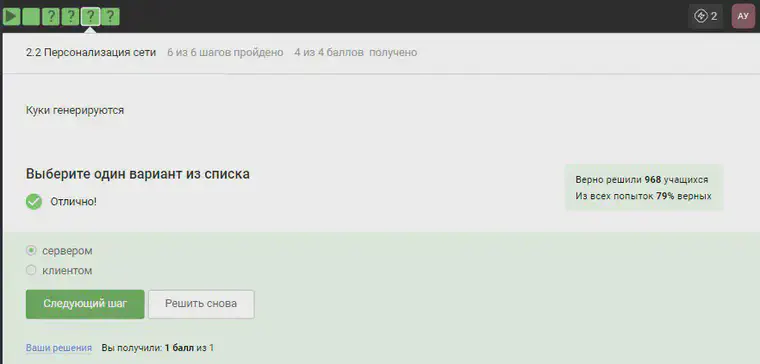 ? ? ? ?
2 АУ
2.2 Персонализация сети 6 из 6 шагов пройдено 4 из 4 баллов получено
Куки генерируются
Выберите один вариант из списка
Отлично!
Верно решили 968 учащихся
Из всех попыток 79% верных
сервером
клиентом
Следующий шаг Решить снова
Ваши решения Вы получили: 1 балл из 1